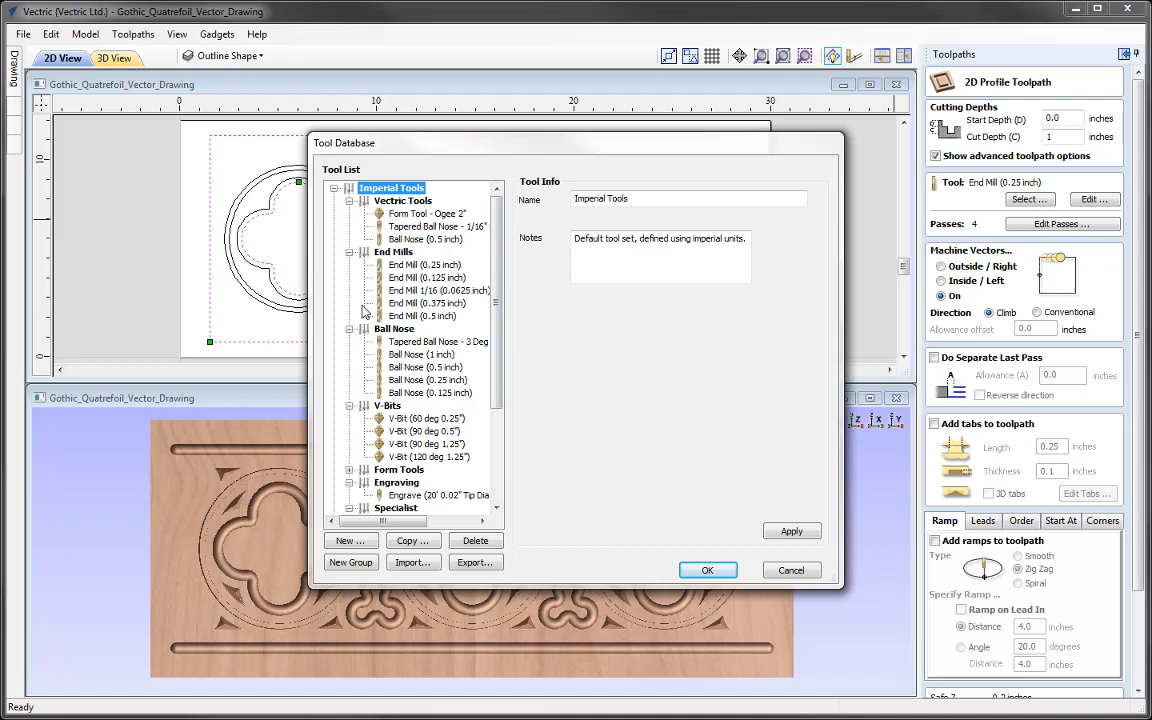 Vectric {Vectric Ltd.} - Gothic_Quatrefoil_Vector_Drawing
File Edit Model Toolpaths View Gadgets Help
2D View 3D View Outline Shape
Drawing
Gothic_Quatrefoil_Vector_Drawing
0 10 20 30
10
0
Tool Database
Tool List
Imperial Tools
Vectric Tools
Form Tool - Ogee 2"
Tapered Ball Nose - 1/16"
Ball Nose (0.5 inch)
End Mills
End Mill (0.25 inch)
End Mill (0.125 inch)
End Mill 1/16 (0.0625 inch)
End Mill (0.375 inch)
End Mill (0.5 inch)
Ball Nose
Tapered Ball Nose - 3 Deg
Ball Nose (1 inch)
Ball Nose (0.5 inch)
Ball Nose (0.25 inch)
Ball Nose (0.125 inch)
V-Bits
V-Bit (60 deg 0.25")
V-Bit (90 deg 0.5")
V-Bit (90 deg 1.25")
V-Bit (120 deg 1.25")
Form Tools
Engraving
Engrave (20' 0.02" Tip Dia
Specialist
New ... Copy ... Delete
New Group Import... Export...
Tool Info
Name Imperial Tools
Notes Default tool set, defined using imperial units.
Apply
OK Cancel
Gothic_Quatrefoil_Vector_Drawing
Z X Y
Toolpaths
2D Profile Toolpath
Cutting Depths
Start Depth (D) 0.0 inches
Cut Depth (C) 1 inches
Show advanced toolpath options
Tool: End Mill (0.25 inch)
Select ... Edit ...
Passes: 4 Edit Passes ...
Machine Vectors...
Outside / Right
Inside / Left
On
Direction Climb Conventional
Allowance offset 0.0 inches
Do Separate Last Pass
A Allowance (A) 0.0 inches
Reverse direction
Add tabs to toolpath
Length 0.25 inches
Thickness 0.1 inches
3D tabs Edit Tabs ...
Ramp Leads Order Start At Corners
Add ramps to toolpath
Type Smooth
Zig Zag
Spiral
Specify Ramp ...
Ramp on Lead In
Distance 4.0 inches
Angle 20.0 degrees
Distance 4.0 inches
Ready